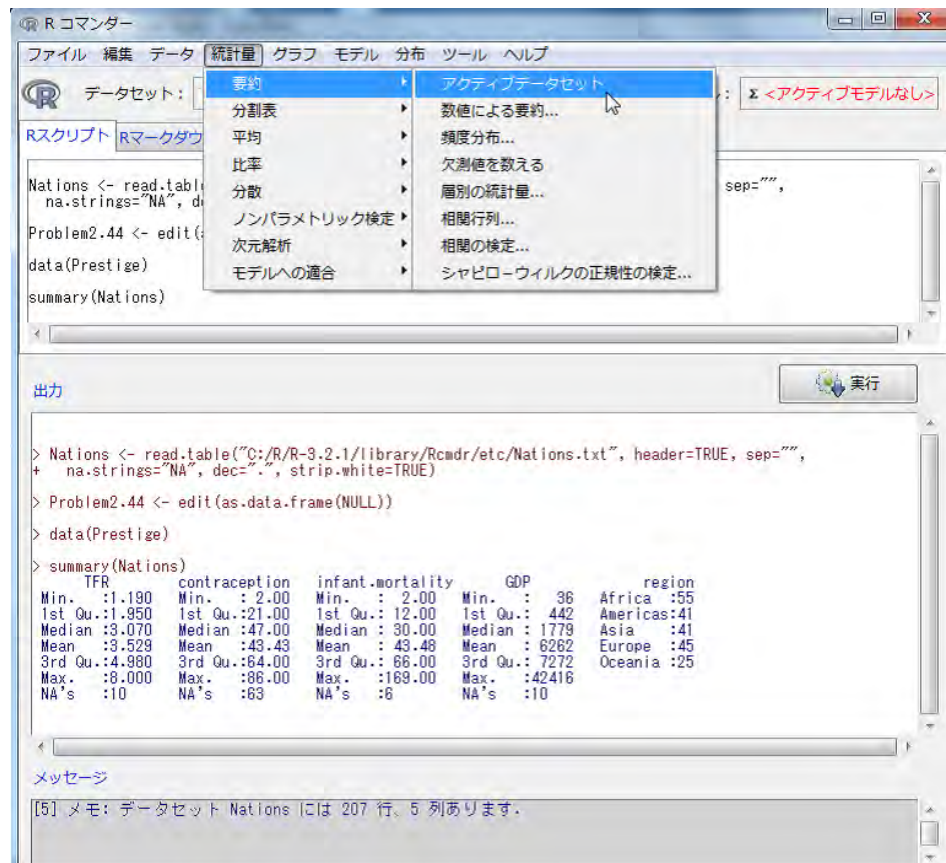 R コマンダー
ファイル 編集 データ 統計量 グラフ モデル 分布 ツール ヘルプ
データセット:
要約
アクティブデータセット
Σ <アクティブモデルなし>
分割表
数値による要約...
Rスクリプト Rマークダウ
平均
頻度分布...
比率
欠測値を数える
分散
層別の統計量...
ノンパラメトリック検定
相関行列...
次元解析
相関の検定...
モデルへの適合
シャピローウィルクの正規性の検定...
Nations <- read.tabl sep="",
na.strings="NA", d
Problem2.44 <- edit(
data(Prestige)
summary(Nations)
出力
実行
> Nations <- read.table("C:/R/R-3.2.1/library/Rcmdr/etc/Nations.txt", header=TRUE, sep="",
+ na.strings="NA", dec=".", strip.white=TRUE)
> Problem2.44 <- edit(as.data.frame(NULL))
> data(Prestige)
> summary(Nations)
TFR contraception infant.mortality GDP region
Min. :1.190 Min. : 2.00 Min. : 2.00 Min. : 36 Africa :55
1st Qu.:1.950 1st Qu.:21.00 1st Qu.: 12.00 1st Qu.: 442 Americas:41
Median :3.070 Median :47.00 Median : 30.00 Median : 1779 Asia :41
Mean :3.529 Mean :43.43 Mean : 43.48 Mean : 6262 Europe :45
3rd Qu.:4.980 3rd Qu.:64.00 3rd Qu.: 66.00 3rd Qu.: 7272 Oceania :25
Max. :8.000 Max. :86.00 Max. :169.00 Max. :42416
NA's :10 NA's :63 NA's :6 NA's :10
メッセージ
[5] メモ: データセット Nations には 207 行、5 列あります.